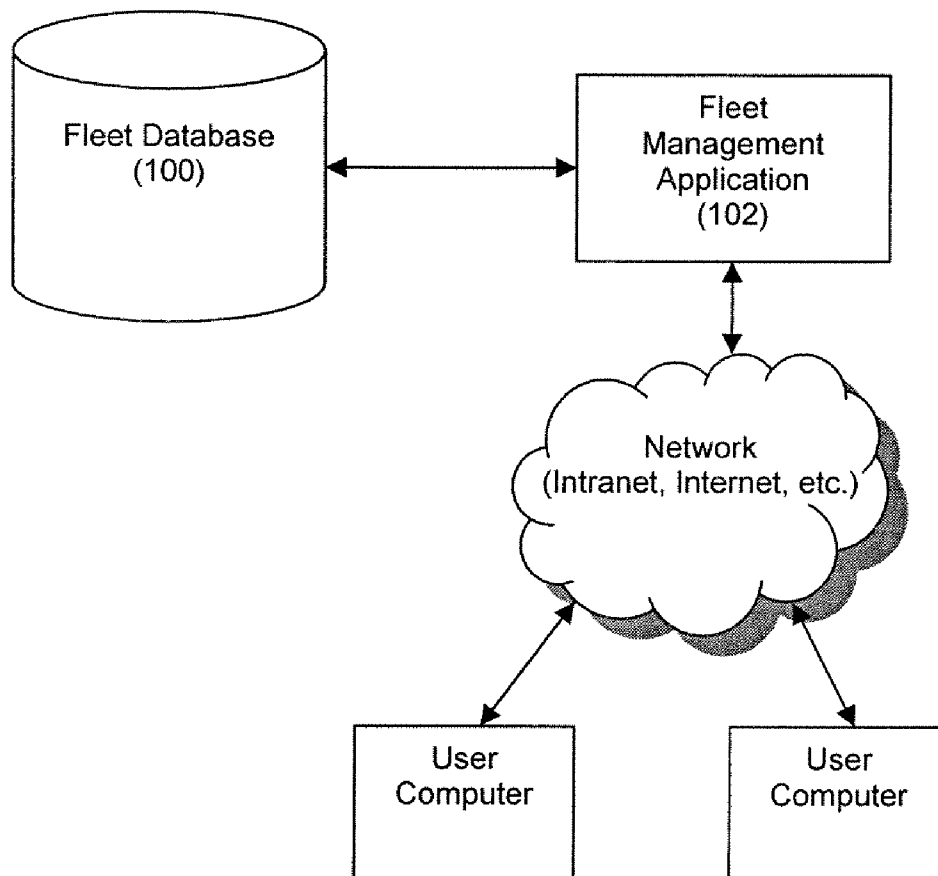 Fleet Database
(100)
Fleet
Management
Application
(102)
Network
(Intranet, Internet, etc.)
User
Computer
User
Computer